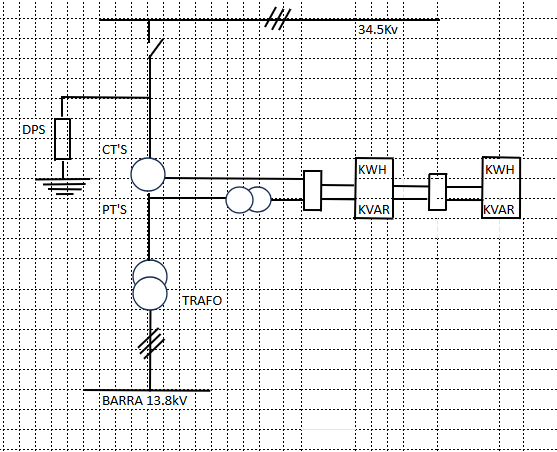 34.5Kv
DPS
CT'S
KWH
KWH
PT'S
KVAR
KVAR
TRAFO
BARRA 13.8kV